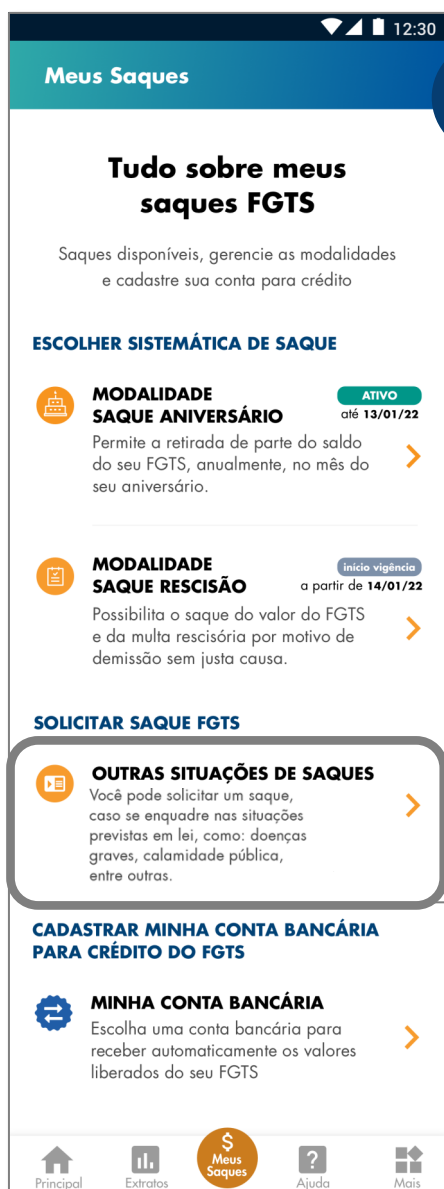 12:30
Meus Saques
Tudo sobre meus
saques FGTS
Saques disponíveis, gerencie as modalidades
e cadastre sua conta para crédito
ESCOLHER SISTEMÁTICA DE SAQUE
MODALIDADE
SAQUE ANIVERSÁRIO
ATIVO
até 13/01/22
Permite a retirada de parte do saldo
do seu FGTS, anualmente, no mês do
seu aniversário.
MODALIDADE
SAQUE RESCISÃO
início vigência
a partir de 14/01/22
Possibilita o saque do valor do FGTS
e da multa rescisória por motivo de
demissão sem justa causa.
SOLICITAR SAQUE FGTS
OUTRAS SITUAÇÕES DE SAQUES
Você pode solicitar um saque,
caso se enquadre nas situações
previstas em lei, como: doenças
graves, calamidade pública,
entre outras.
CADASTRAR MINHA CONTA BANCÁRIA
PARA CRÉDITO DO FGTS
MINHA CONTA BANCÁRIA
Escolha uma conta bancária para
receber automaticamente os valores
liberados do seu FGTS
$
Meus
Saques
?
Principal
Extratos
Ajuda
Mais